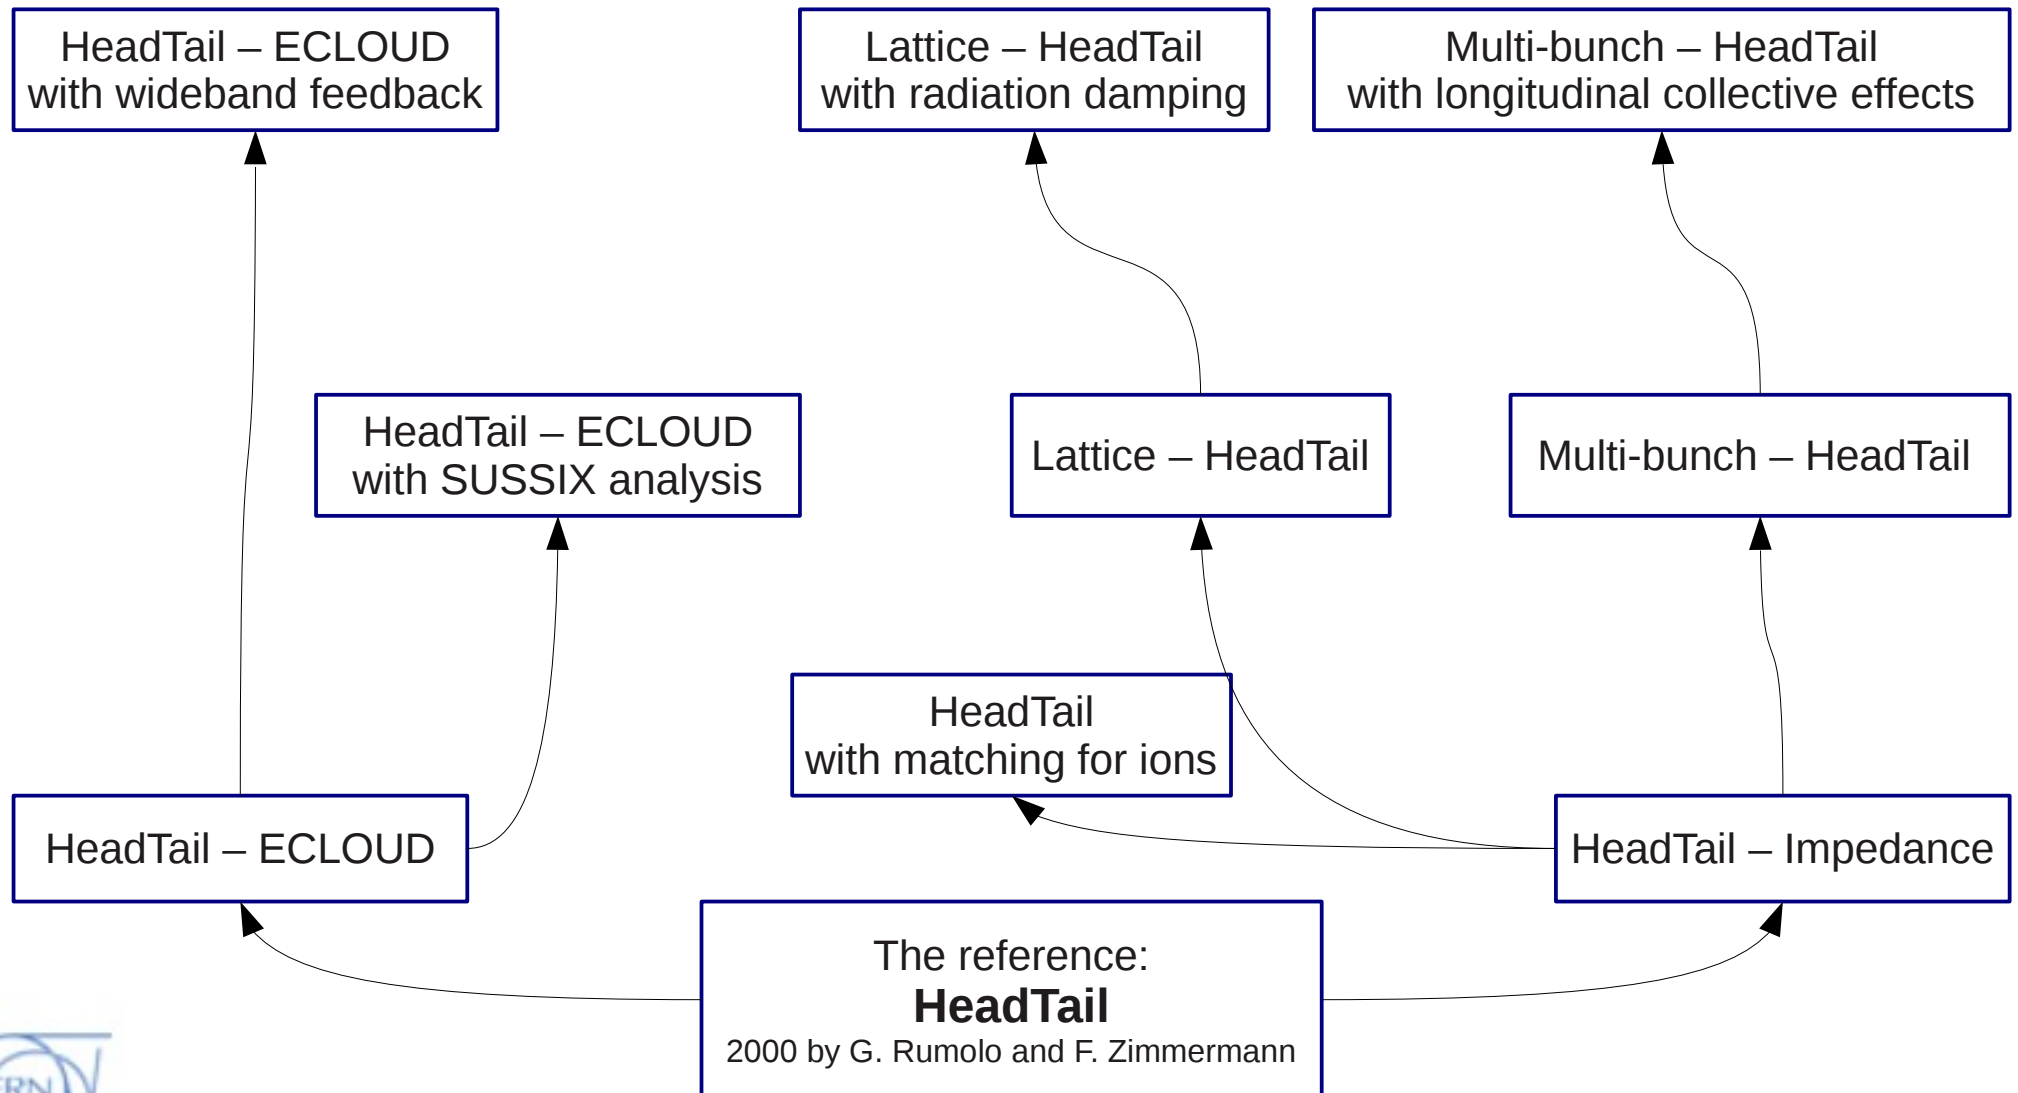 HeadTail – ECLOUD
with wideband feedback
Lattice – HeadTail
with radiation damping
Multi-bunch – HeadTail
with longitudinal collective effects
HeadTail – ECLOUD
with SUSSIX analysis
Lattice – HeadTail
Multi-bunch – HeadTail
HeadTail
with matching for ions
HeadTail – ECLOUD
HeadTail – Impedance
The reference:
HeadTail
2000 by G. Rumolo and F. Zimmermann